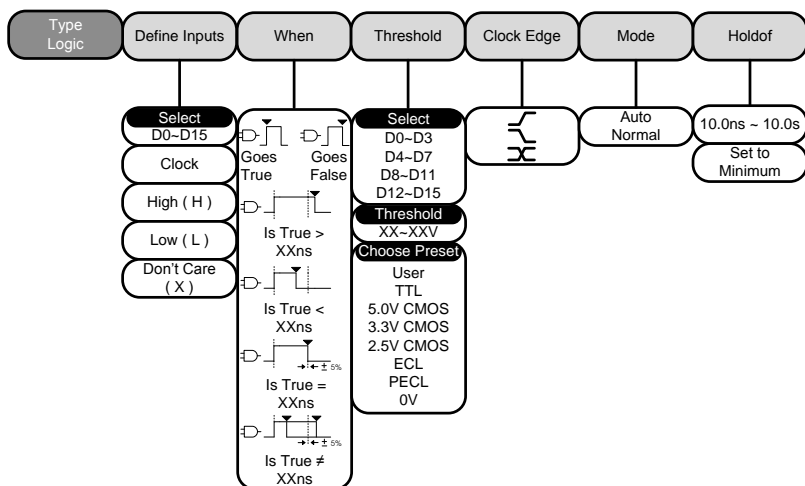 Type
Logic
Define Inputs
When
Threshold
Clock Edge
Mode
Holdof
Select
D0~D15
Clock
High ( H )
Low ( L )
Don't Care
( X )
Goes
True
Goes
False
Is True >
XXns
Is True <
XXns
± 5%
Is True =
XXns
± 5%
Is True ≠
XXns
Select
D0~D3
D4~D7
D8~D11
D12~D15
Threshold
XX~XXV
Choose Preset
User
TTL
5.0V CMOS
3.3V CMOS
2.5V CMOS
ECL
PECL
0V
Auto
Normal
10.0ns ~ 10.0s
Set to
Minimum